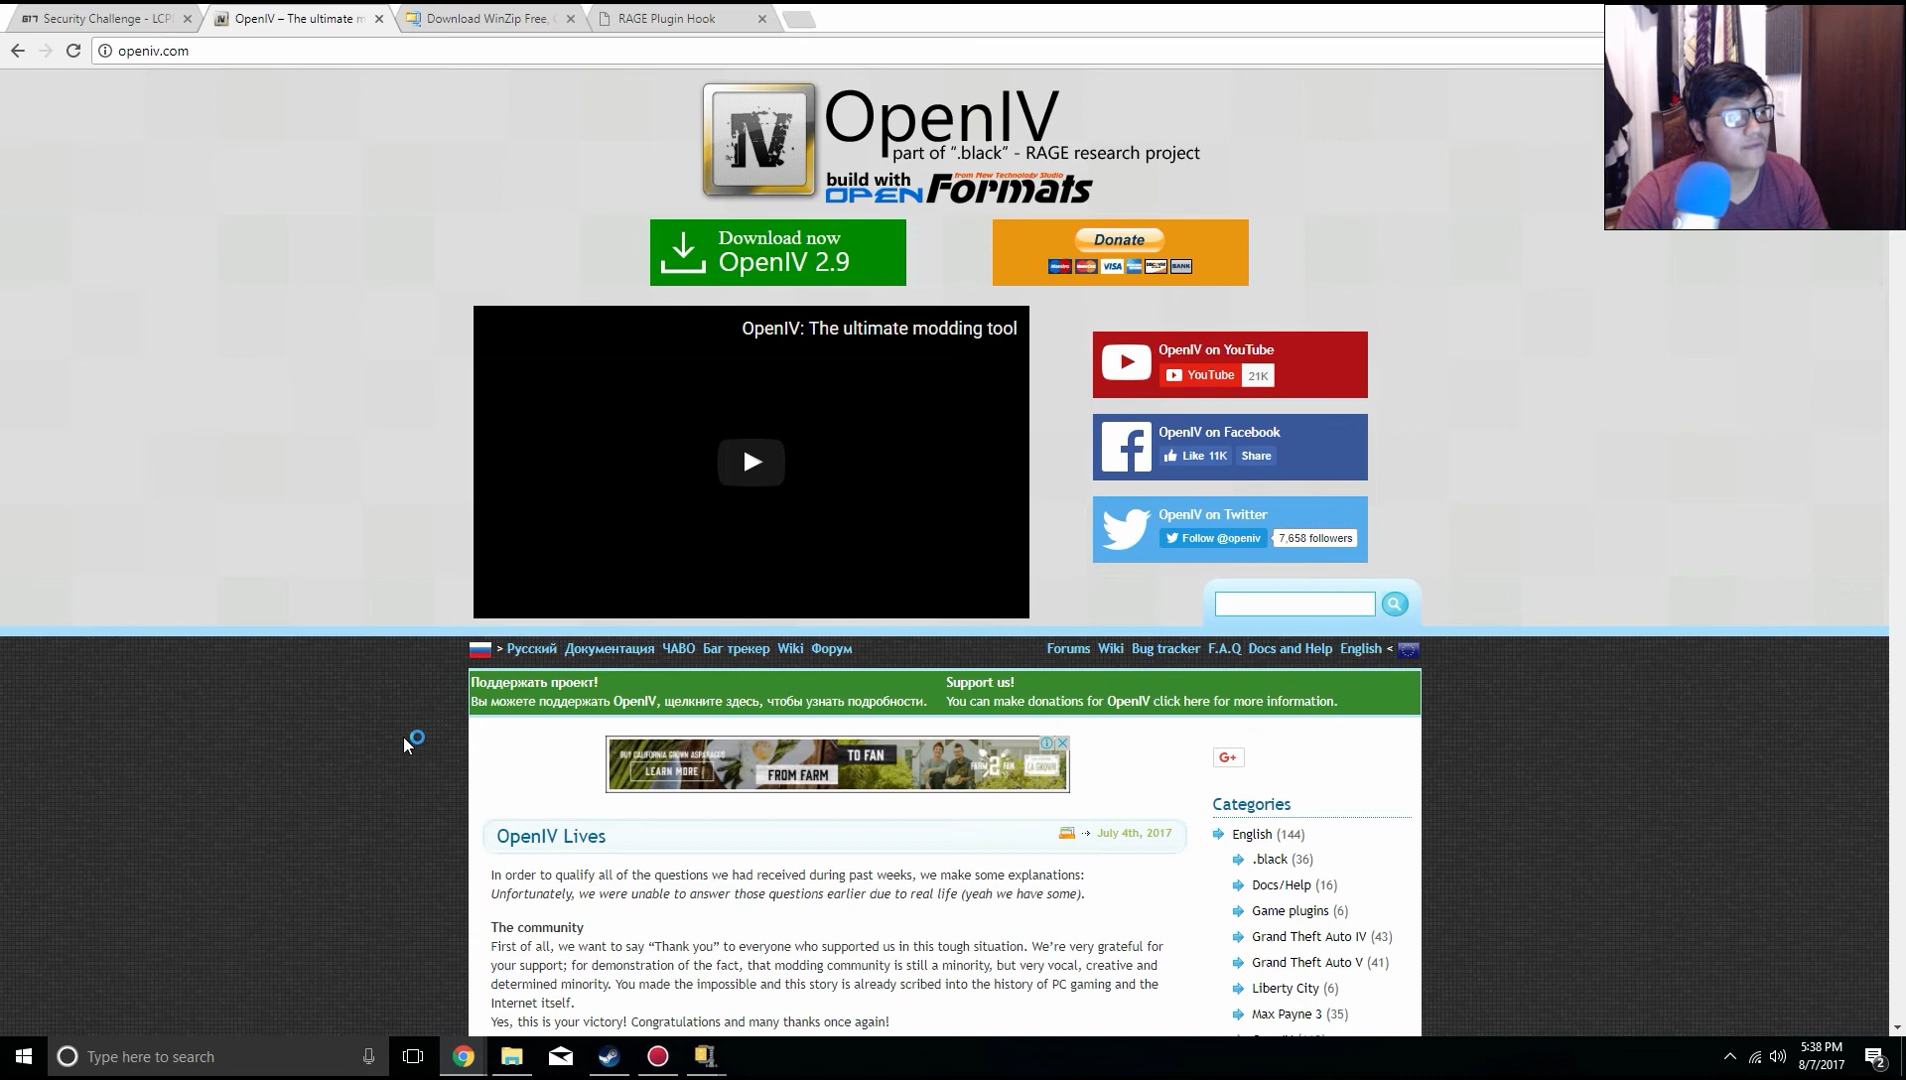 Security Challenge - LCP
OpenIV – The ultimate m
Download WinZip Free,
RAGE Plugin Hook
openiv.com
OpenIV
part of ".black" - RAGE research project
build with OPEN Formats
from New Technology Studio
Download now
OpenIV 2.9
Donate
VISA
BANK
OpenIV: The ultimate modding tool
OpenIV on YouTube
YouTube 21K
OpenIV on Facebook
Like 11K Share
OpenIV on Twitter
Follow @openiv 7,658 followers
> Русский Документация ЧАВО Баг трекер Wiki Форум
Forums Wiki Bug tracker F.A.Q Docs and Help English <
Поддержать проект!
Вы можете поддержать OpenIV, щелкните здесь, чтобы узнать подробности.
Support us!
You can make donations for OpenIV click here for more information.
BUY CALIFORNIA GROWN ASPARAGUS
LEARN MORE
FROM FARM
TO FAN
G+
OpenIV Lives
July 4th, 2017
In order to qualify all of the questions we had received during past weeks, we make some explanations:
Unfortunately, we were unable to answer those questions earlier due to real life (yeah we have some).
The community
First of all, we want to say “Thank you” to everyone who supported us in this tough situation. We’re very grateful for
your support; for demonstration of the fact, that modding community is still a minority, but very vocal, creative and
determined minority. You made the impossible and this story is already scribed into the history of PC gaming and the
Internet itself.
Yes, this is your victory! Congratulations and many thanks once again!
Categories
English (144)
.black (36)
Docs/Help (16)
Game plugins (6)
Grand Theft Auto IV (43)
Grand Theft Auto V (41)
Liberty City (6)
Max Payne 3 (35)
Type here to search
5:38 PM
8/7/2017
2